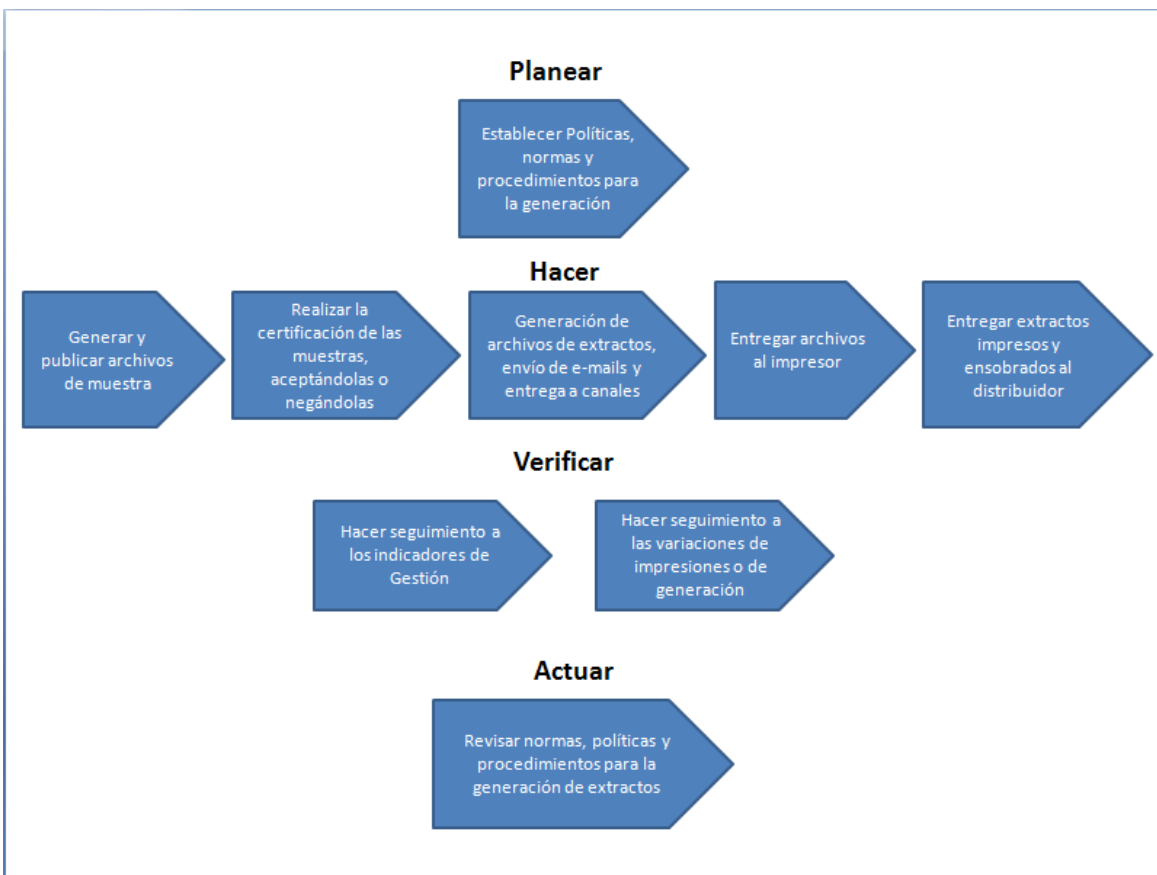 Planear
Establecer Políticas,
normas y
procedimientos para
la generación
Hacer
Generar y
publicar archivos
de muestra
Realizar la
certificación de las
muestras,
aceptándolas o
negándolas
Generación de
archivos de extractos,
envío de e-mails y
entrega a canales
Entregar archivos
al impresor
Entregar extractos
impresos y
ensobrados al
distribuidor
Verificar
Hacer seguimiento a
los indicadores de
Gestión
Hacer seguimiento a
las variaciones de
impresiones o de
generación
Actuar
Revisar normas, políticas y
procedimientos para la
generación de extractos